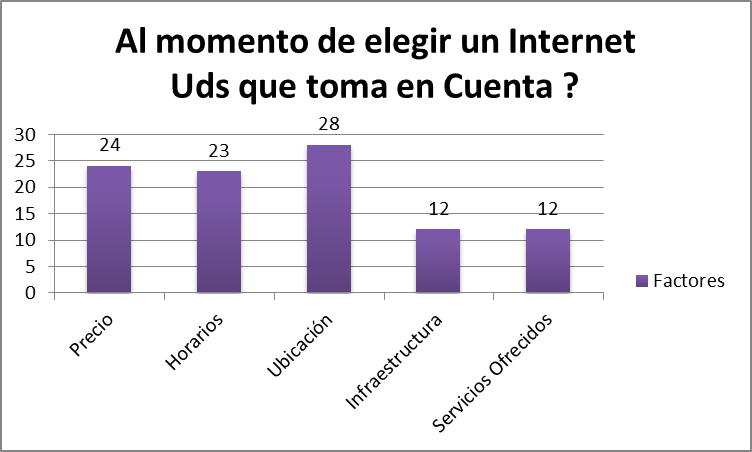 Al momento de elegir un Internet
Uds que toma en Cuenta ?
30
25
20
15
10
5
0
24
23
28
12
12
Precio
Horarios
Ubicación
Infraestructura
Servicios Ofrecidos
Factores